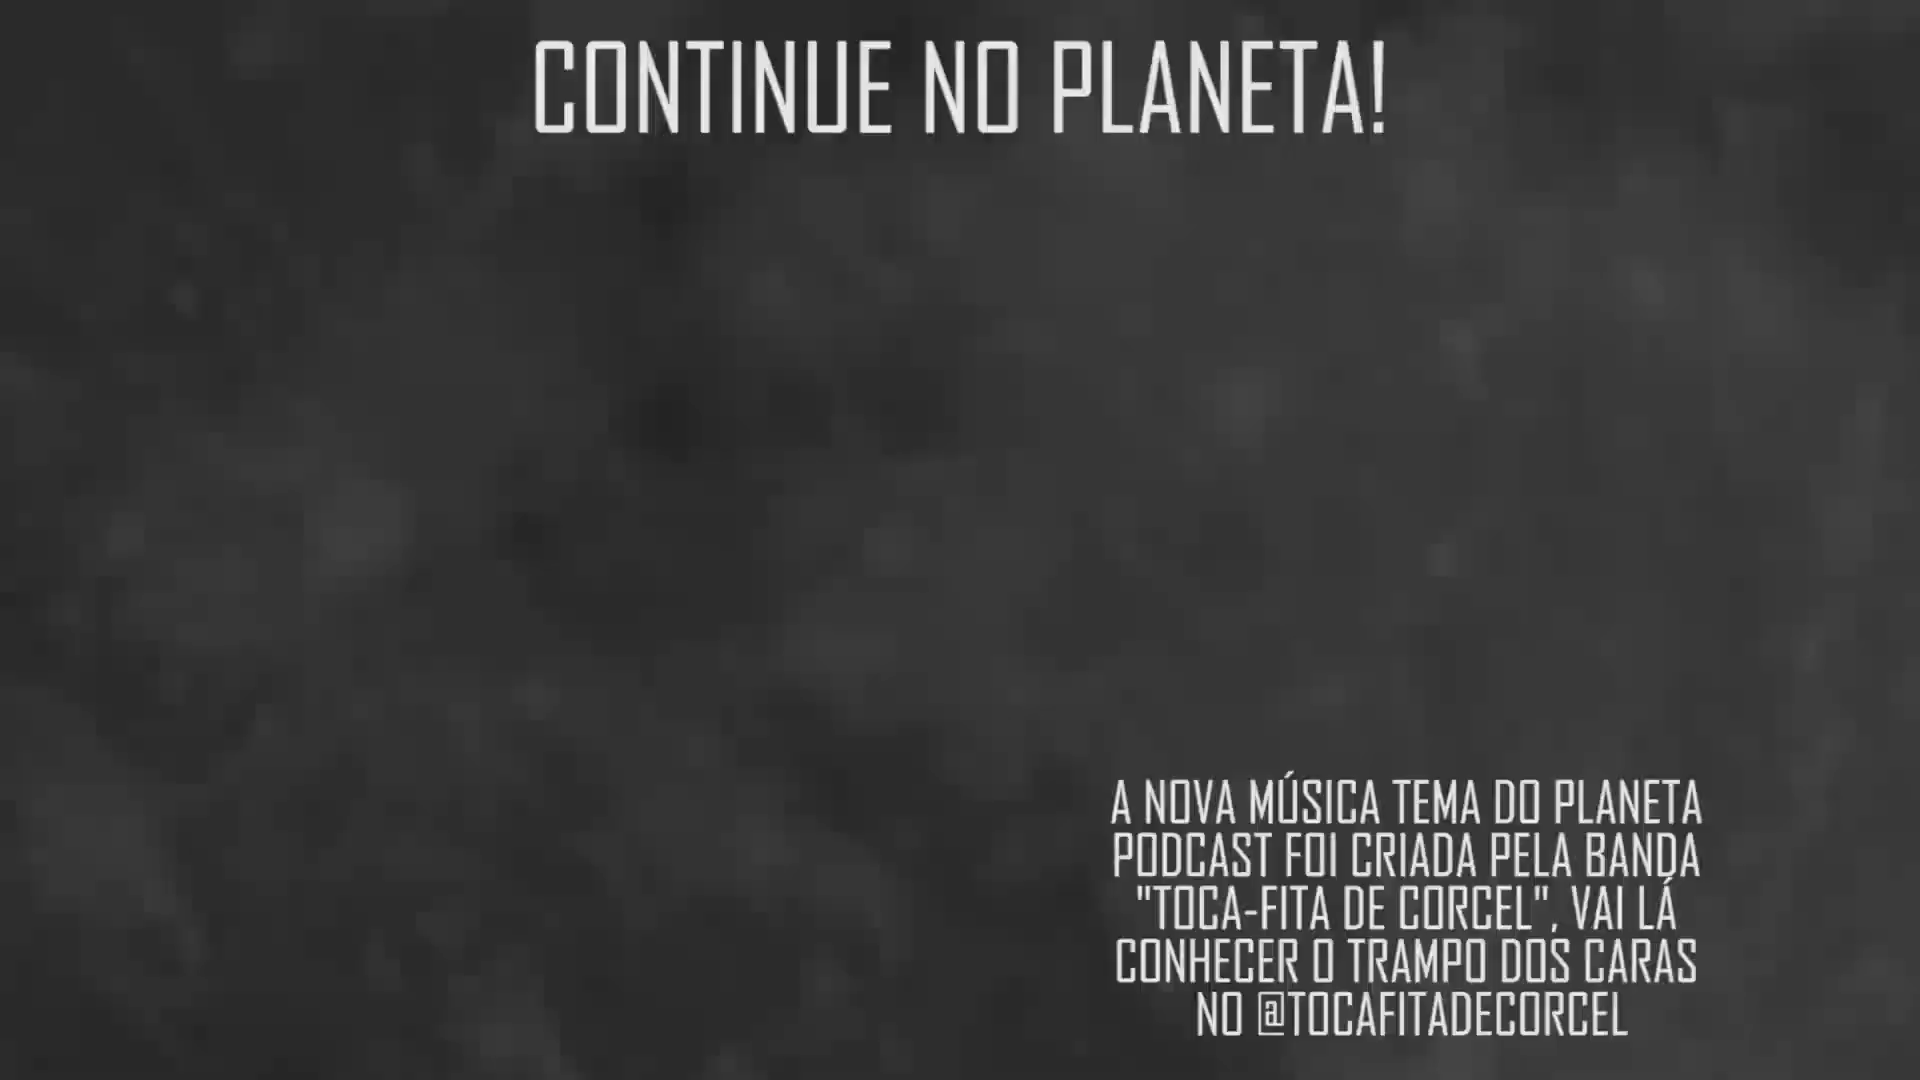 CONTINUE NO PLANETA!
A NOVA MÚSICA TEMA DO PLANETA
PODCAST FOI CRIADA PELA BANDA
"TOCA-FITA DE CORCEL", VAI LÁ
CONHECER O TRAMPO DOS CARAS
NO @TOCAFITADECORCEL